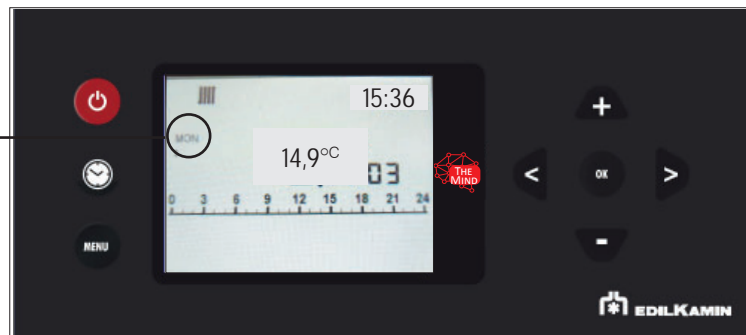 15:36
MON
14,9°C
03
THE
MIND
0 3 6 9 12 15 18 21 24
OK
MENU
EDILKAMIN